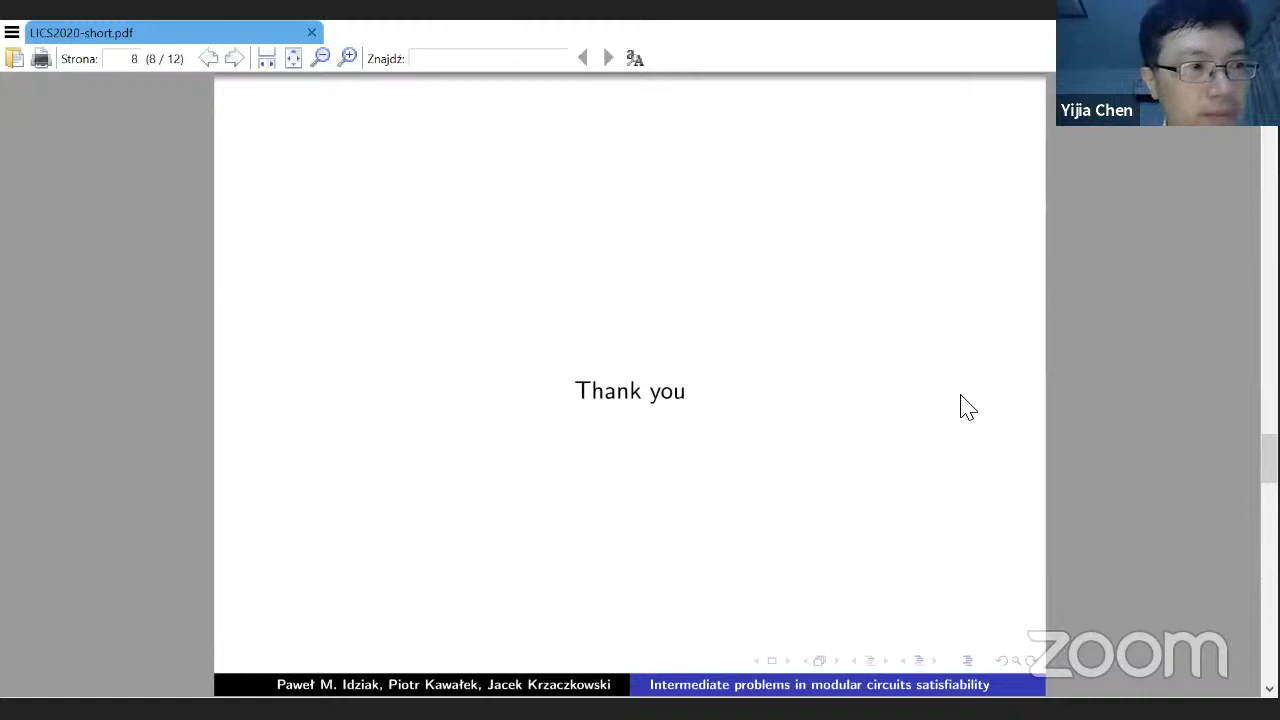 LICS2020-short.pdf
Strona: 8 (8 / 12) Znajdź:
Yijia Chen
Thank you
zoom
Paweł M. Idziak, Piotr Kawałek, Jacek Krzaczkowski Intermediate problems in modular circuits satisfiability